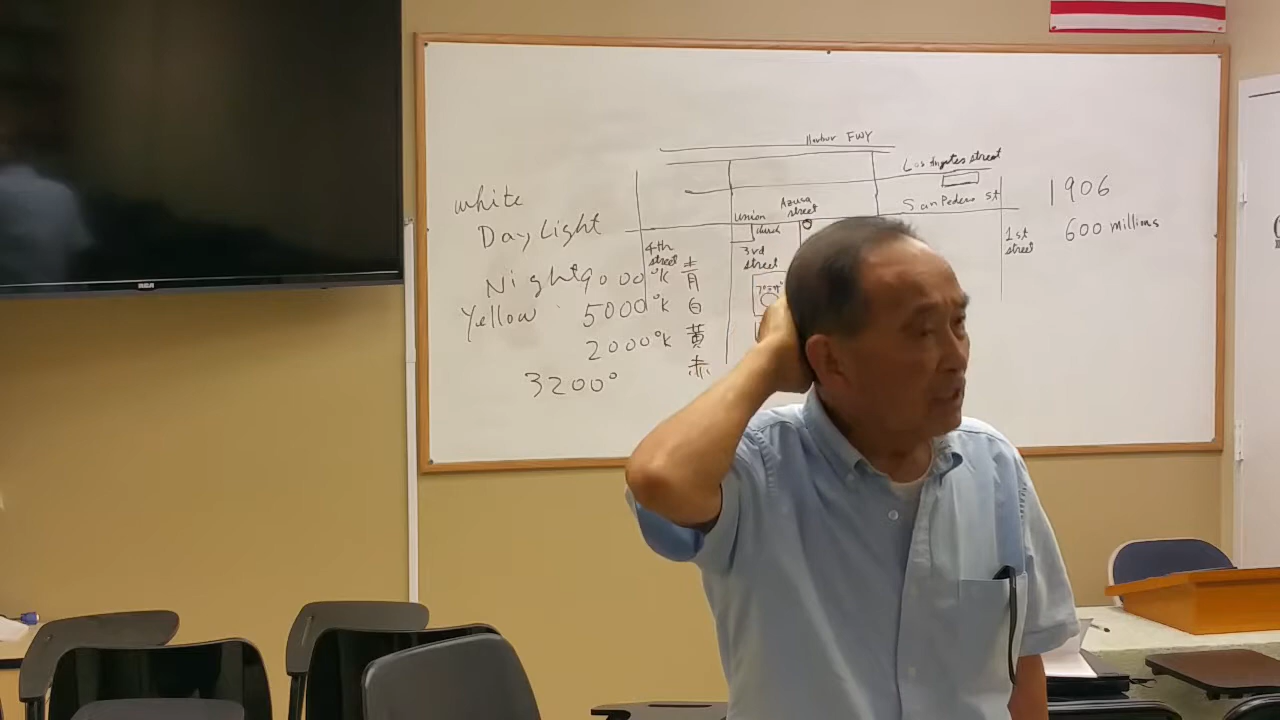 Harbor FWY
Los Angeles street
San Pedero st
1906
600 millions
white
Day Light
Night 9000°K 青
Yellow 5000°K 白
2000°K 黄
3200° 赤
Union church
Azusa street
4th street
3rd street
1st street
RCA